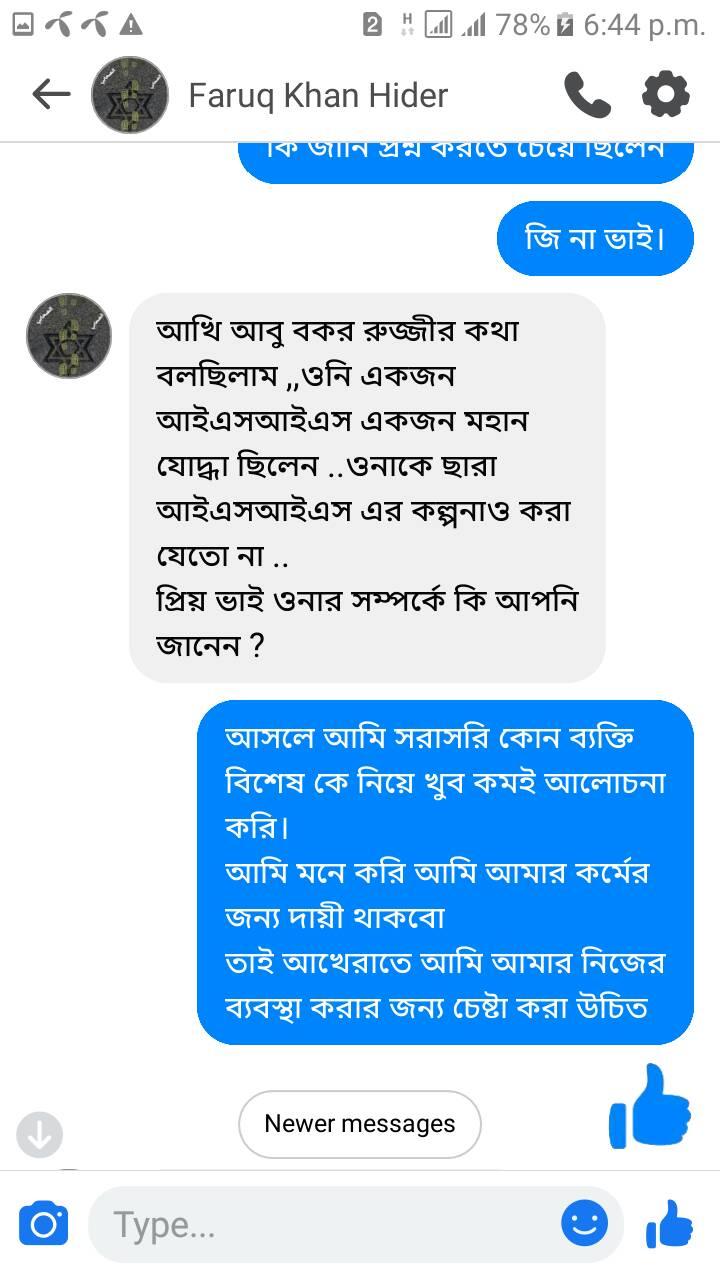 78% 6:44 p.m.
Faruq Khan Hider
কি জানি প্রশ্ন করতে চেয়ে ছিলেন
জি না ভাই।
আখি আবু বকর রুজ্জীর কথা
বলছিলাম ,,ওনি একজন
আইএসআইএস একজন মহান
যোদ্ধা ছিলেন ..ওনাকে ছারা
আইএসআইএস এর কল্পনাও করা
যেতো না ..
প্রিয় ভাই ওনার সম্পর্কে কি আপনি
জানেন ?
আসলে আমি সরাসরি কোন ব্যক্তি
বিশেষ কে নিয়ে খুব কমই আলোচনা
করি।
আমি মনে করি আমি আমার কর্মের
জন্য দায়ী থাকবো
তাই আখেরাতে আমি আমার নিজের
ব্যবস্থা করার জন্য চেষ্টা করা উচিত
Newer messages
Type...